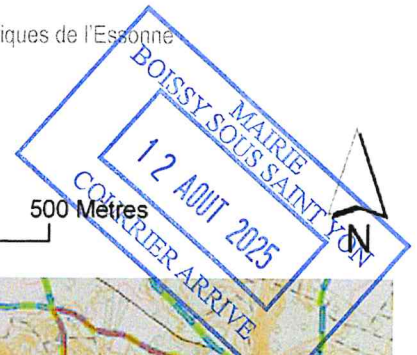 iques de l'Essonne
MAIRIE
BOISSY SOUS SAINT YON
12 AOUT 2025
COURRIER ARRIVE
500 Mètres
N